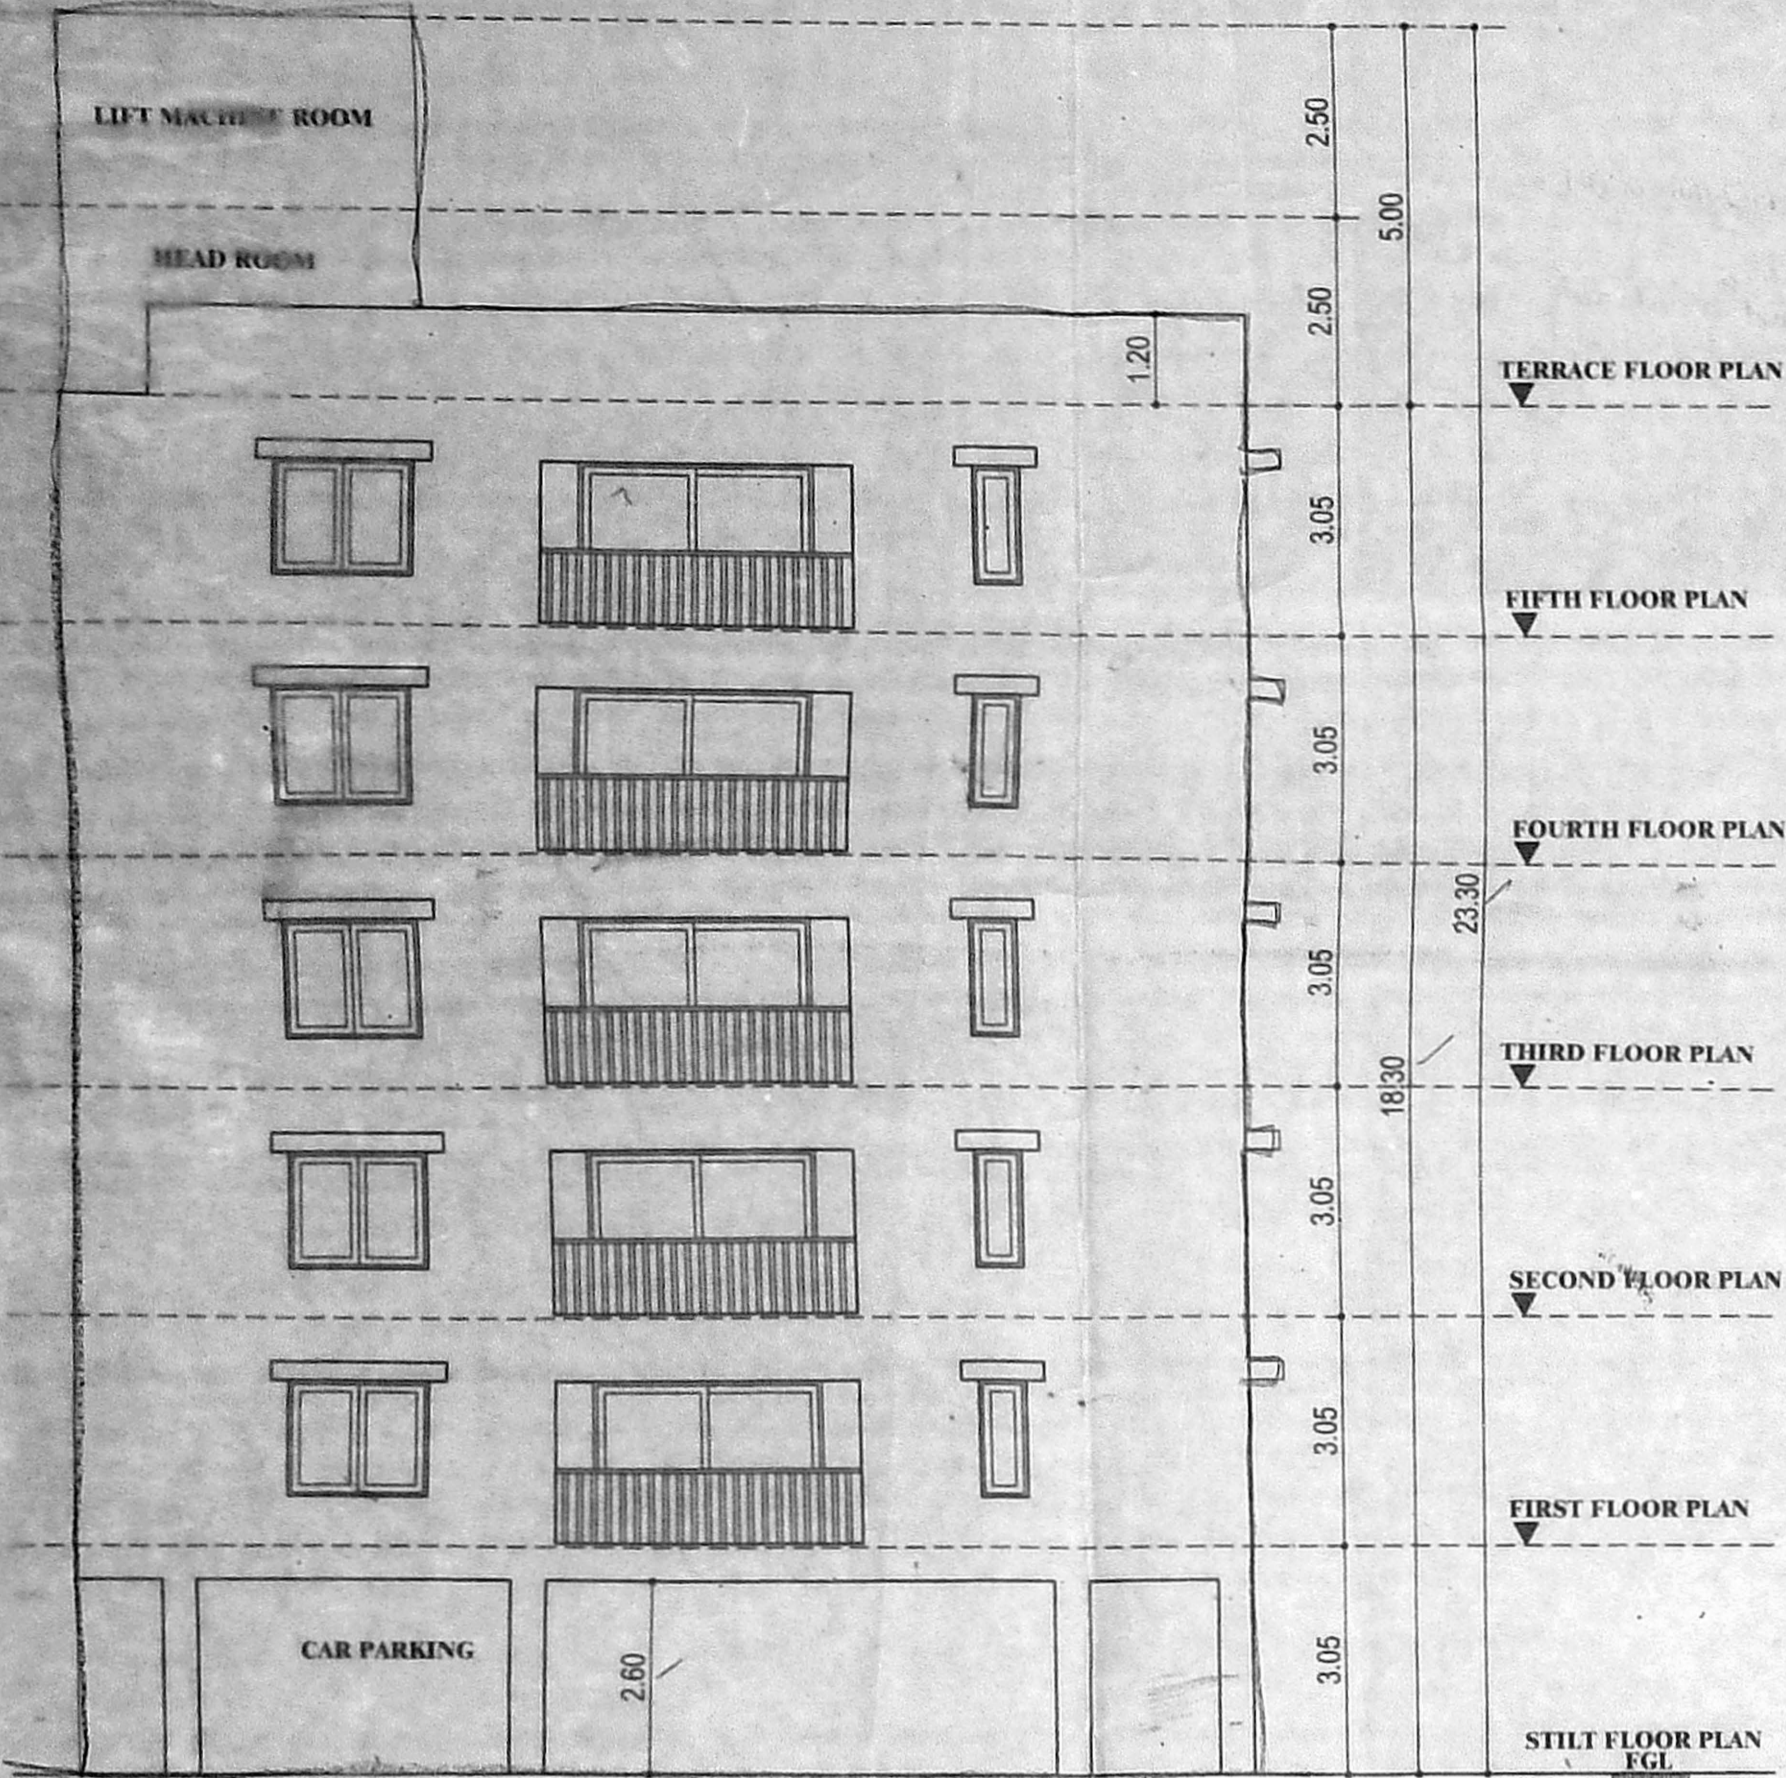 LIFT MACHINE ROOM
2.50
5.00
HEAD ROOM
2.50
1.20
TERRACE FLOOR PLAN
3.05
FIFTH FLOOR PLAN
3.05
FOURTH FLOOR PLAN
23.30
3.05
THIRD FLOOR PLAN
18.30
3.05
SECOND FLOOR PLAN
3.05
FIRST FLOOR PLAN
CAR PARKING
2.60
3.05
STILT FLOOR PLAN
FGL